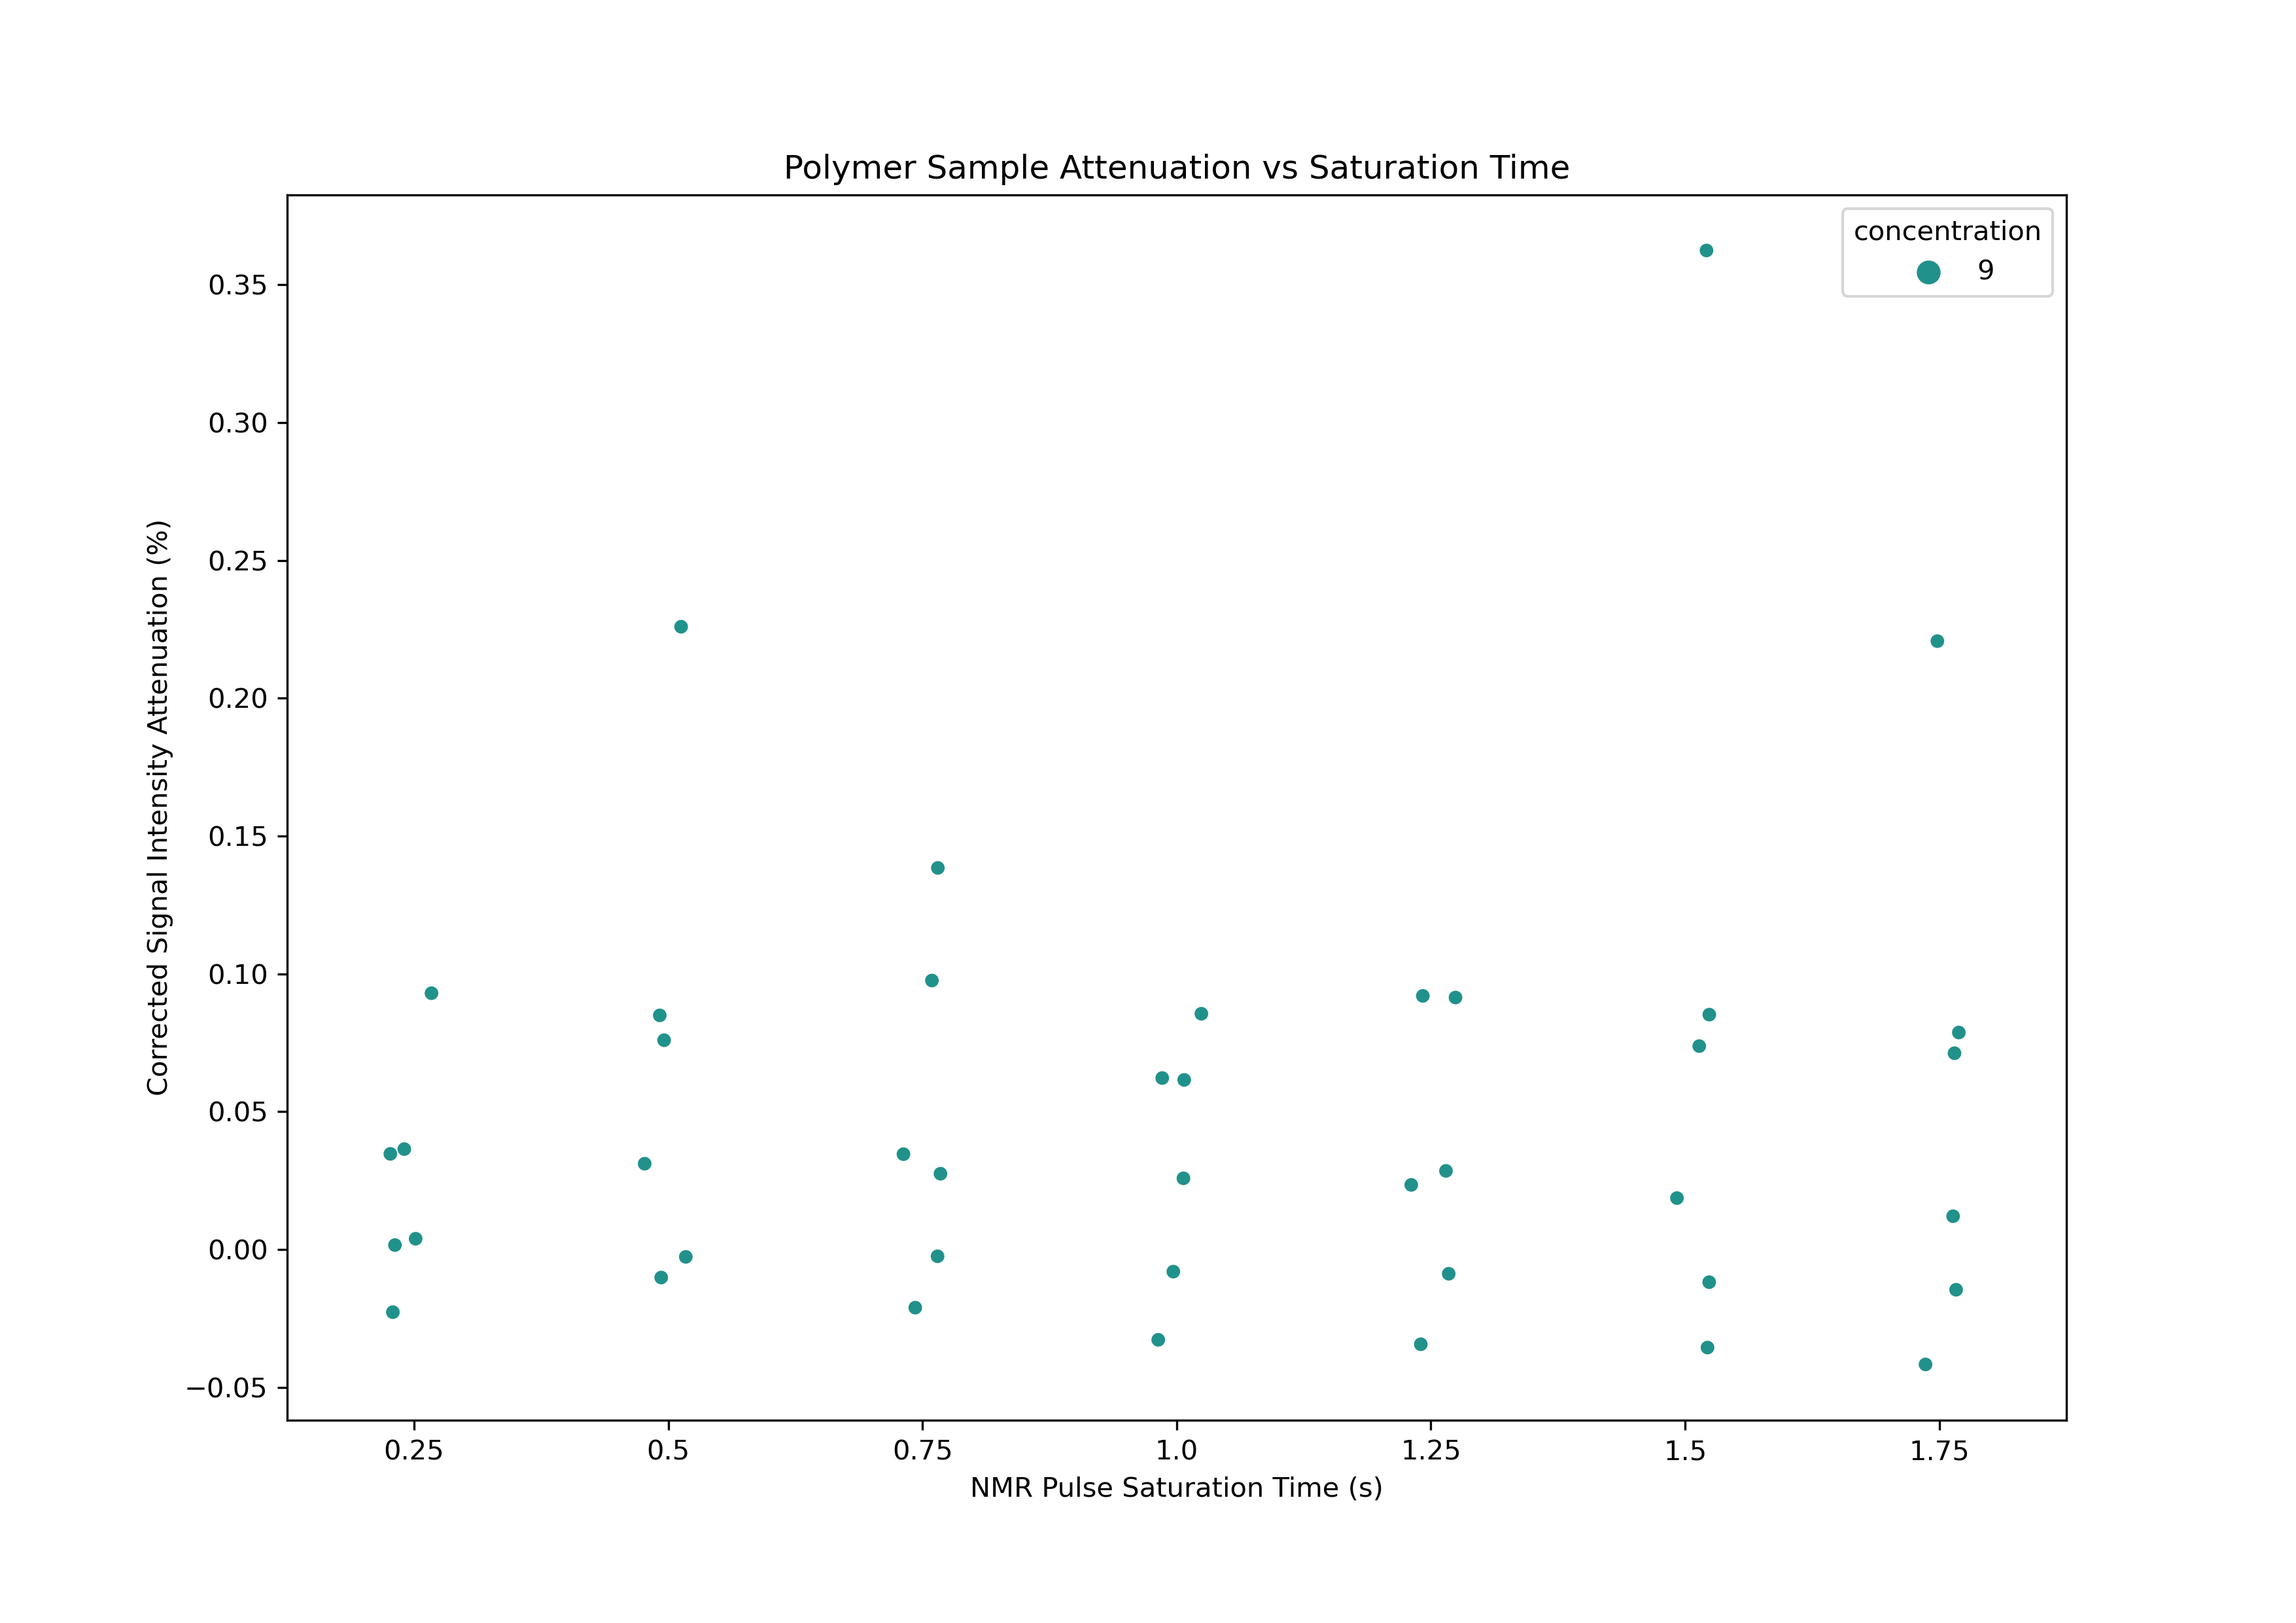 Polymer Sample Attenuation vs Saturation Time
concentration
9
Corrected Signal Intensity Attenuation (%)
0.35
0.30
0.25
0.20
0.15
0.10
0.05
0.00
−0.05
0.25 0.5 0.75 1.0 1.25 1.5 1.75
NMR Pulse Saturation Time (s)